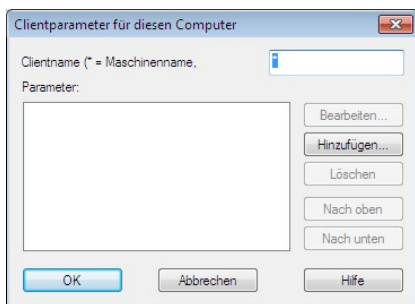 Clientparameter für diesen Computer
Clientname (* = Maschinenname,
*
Parameter:
Bearbeiten...
Hinzufügen...
Löschen
Nach oben
Nach unten
OK
Abbrechen
Hilfe